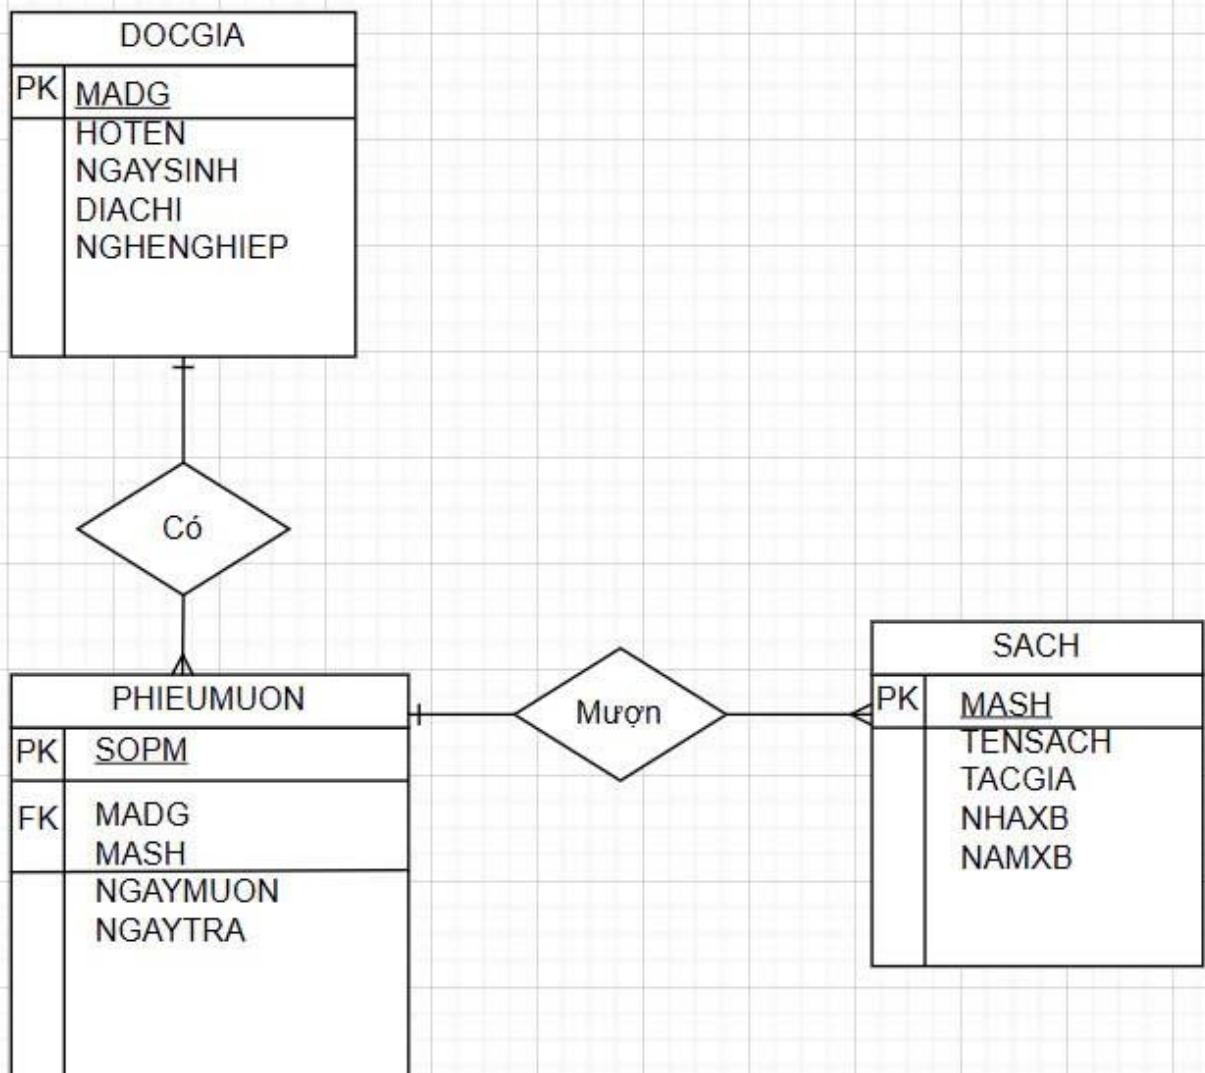 DOCGIA
PK MADG
HOTEN
NGAYSINH
DIACHI
NGHENGHIEP
Có
PHIEUMUON
PK SOPM
FK MADG
MASH
NGAYMUON
NGAYTRA
Mượn
SACH
PK MASH
TENSACH
TACGIA
NHAXB
NAMXB